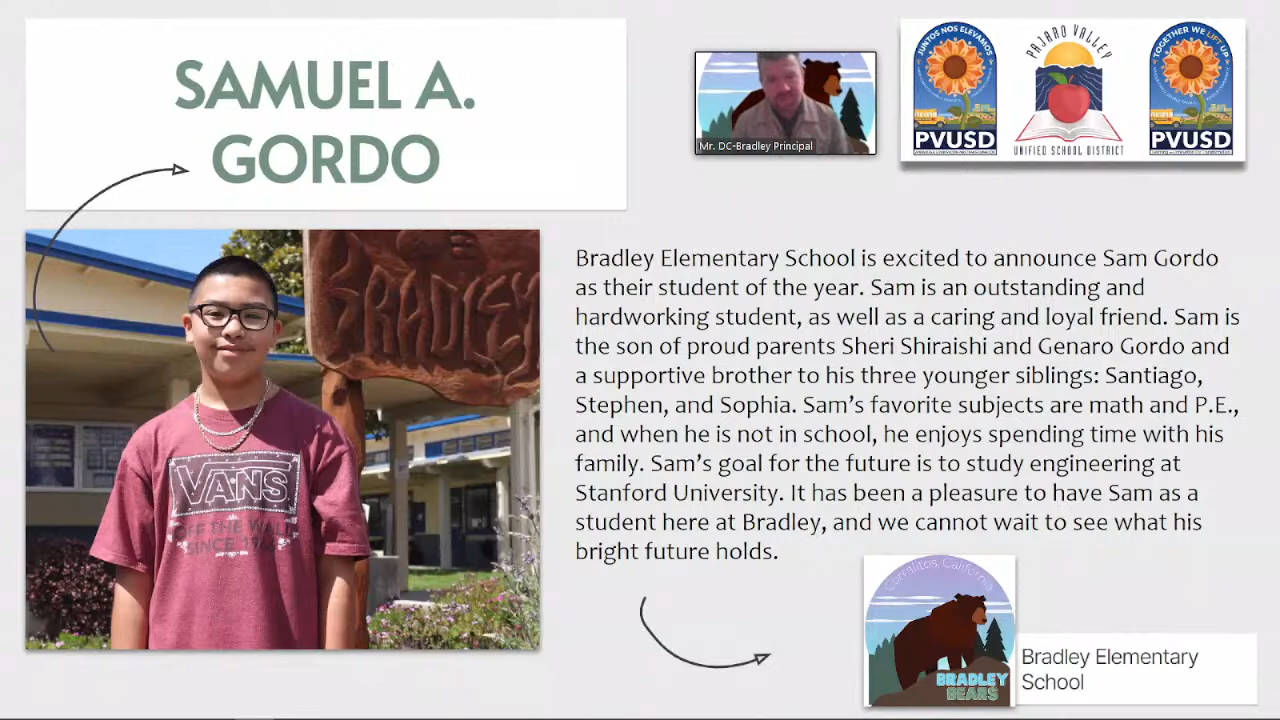 SAMUEL A.
GORDO
Mr. DC-Bradley Principal
JUNTOS NOS ELEVAMOS
PVUSD
PAJARO VALLEY
UNIFIED SCHOOL DISTRICT
TOGETHER WE LIFT UP
PVUSD
BRADLEY
VANS
OFF THE WALL
SINCE 1966
Bradley Elementary School is excited to announce Sam Gordo
as their student of the year. Sam is an outstanding and
hardworking student, as well as a caring and loyal friend. Sam is
the son of proud parents Sheri Shiraishi and Genaro Gordo and
a supportive brother to his three younger siblings: Santiago,
Stephen, and Sophia. Sam’s favorite subjects are math and P.E.,
and when he is not in school, he enjoys spending time with his
family. Sam’s goal for the future is to study engineering at
Stanford University. It has been a pleasure to have Sam as a
student here at Bradley, and we cannot wait to see what his
bright future holds.
Corralitos, California
BRADLEY
BEARS
Bradley Elementary
School